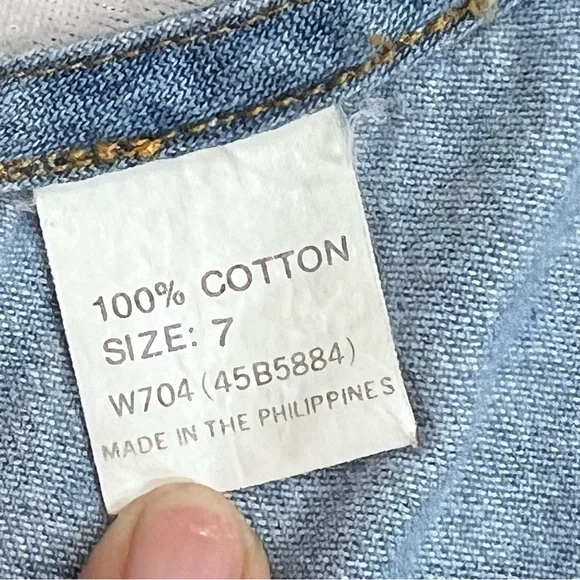 100% COTTON
SIZE: 7
W704 (45B5884)
MADE IN THE PHILIPPINES